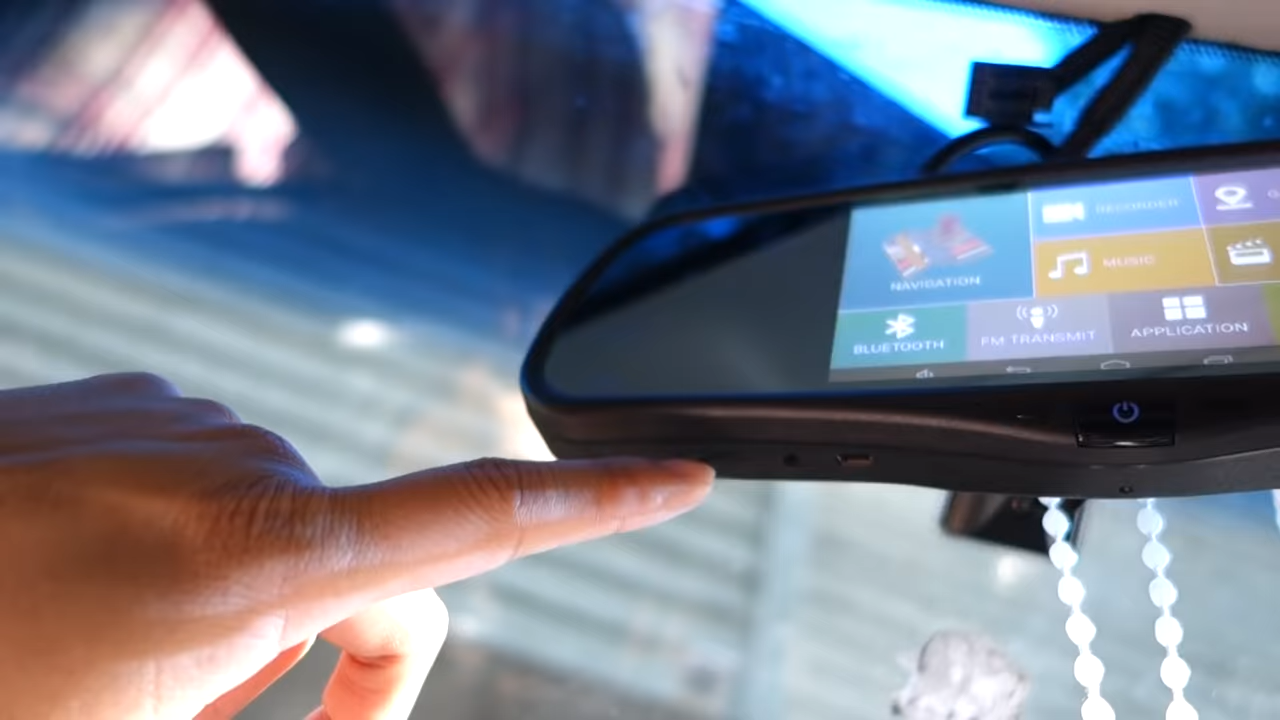 NAVIGATION
RECORDER
MUSIC
BLUETOOTH
FM TRANSMIT
APPLICATION